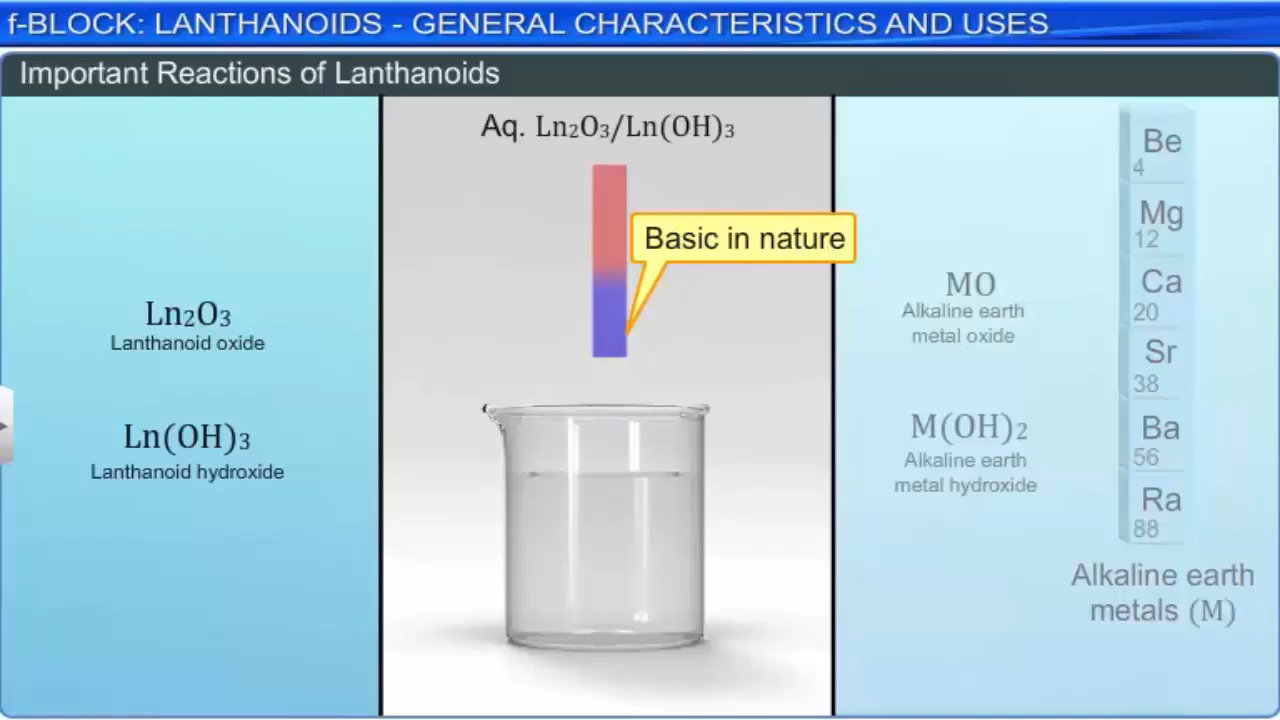 f-BLOCK: LANTHANOIDS - GENERAL CHARACTERISTICS AND USES
Important Reactions of Lanthanoids
Ln₂O₃
Lanthanoid oxide
Ln(OH)₃
Lanthanoid hydroxide
Aq. Ln₂O₃/Ln(OH)₃
Basic in nature
MO
Alkaline earth
metal oxide
M(OH)₂
Alkaline earth
metal hydroxide
Be
4
Mg
12
Ca
20
Sr
38
Ba
56
Ra
88
Alkaline earth
metals (M)